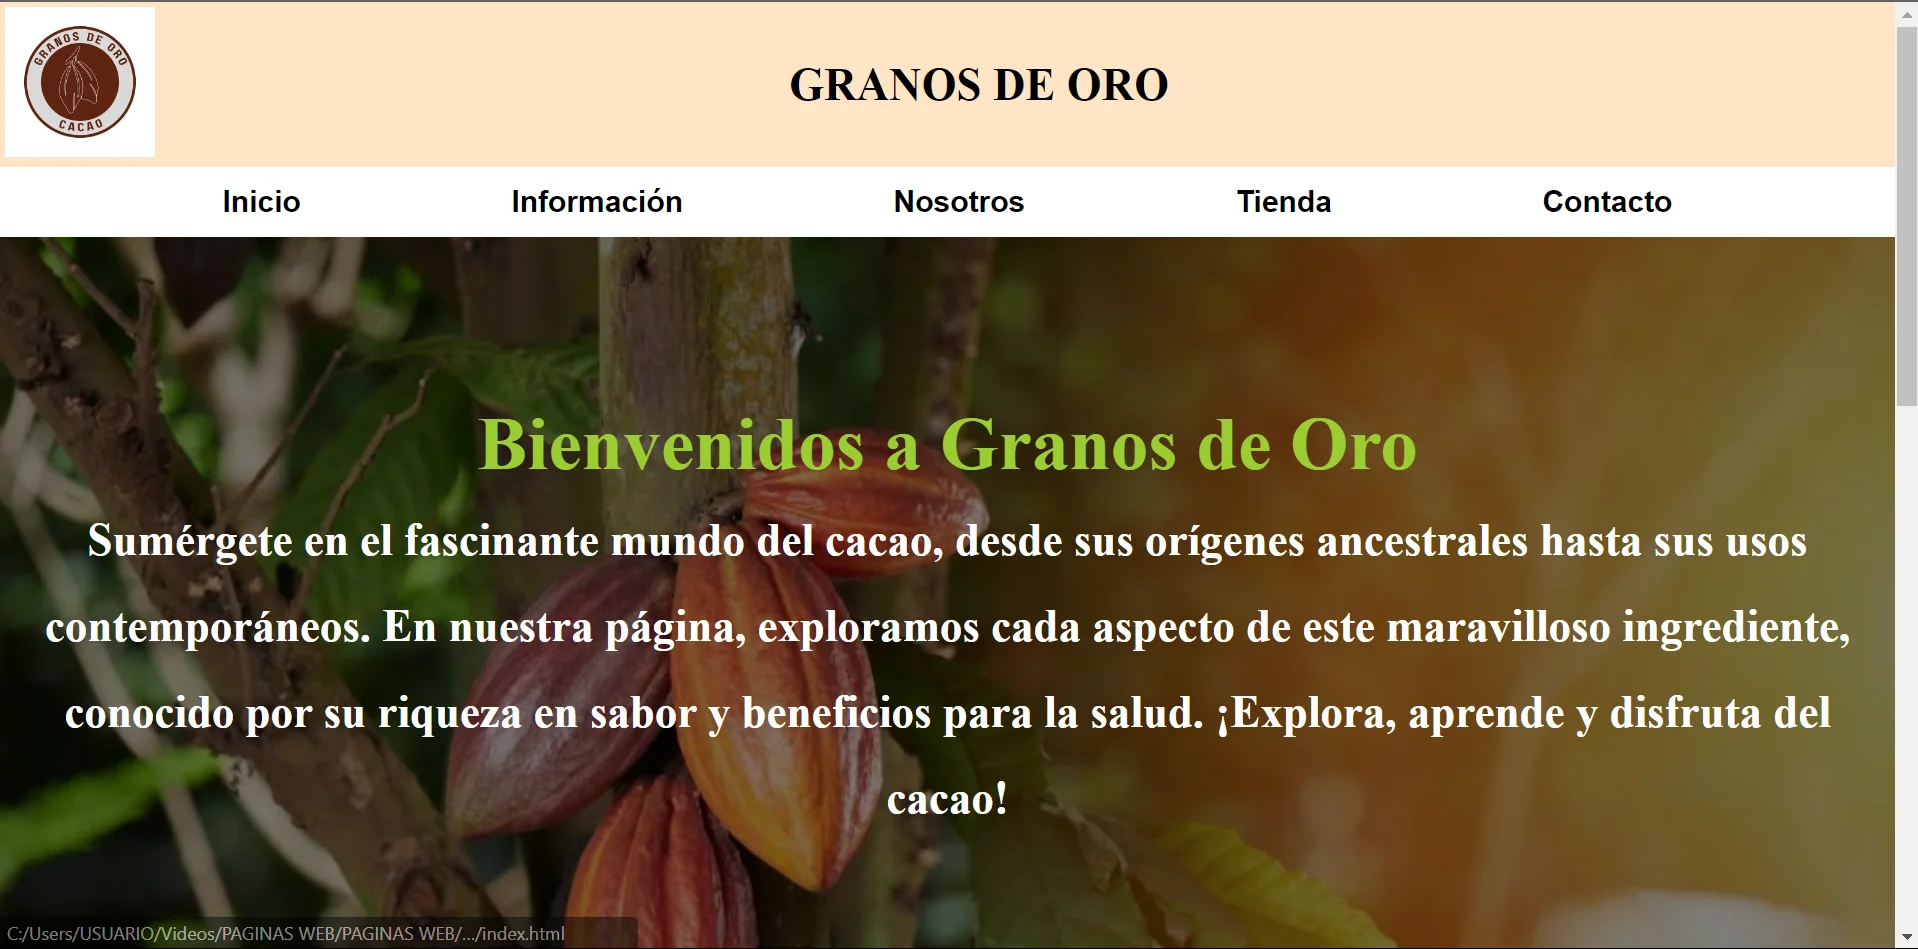 GRANOS DE ORO
CACAO
GRANOS DE ORO
Inicio Información Nosotros Tienda Contacto
Bienvenidos a Granos de Oro
Sumérgete en el fascinante mundo del cacao, desde sus orígenes ancestrales hasta sus usos
contemporáneos. En nuestra página, exploramos cada aspecto de este maravilloso ingrediente,
conocido por su riqueza en sabor y beneficios para la salud. ¡Explora, aprende y disfruta del
cacao!
C:/Users/USUARIO/Videos/PAGINAS WEB/PAGINAS WEB/.../index.html